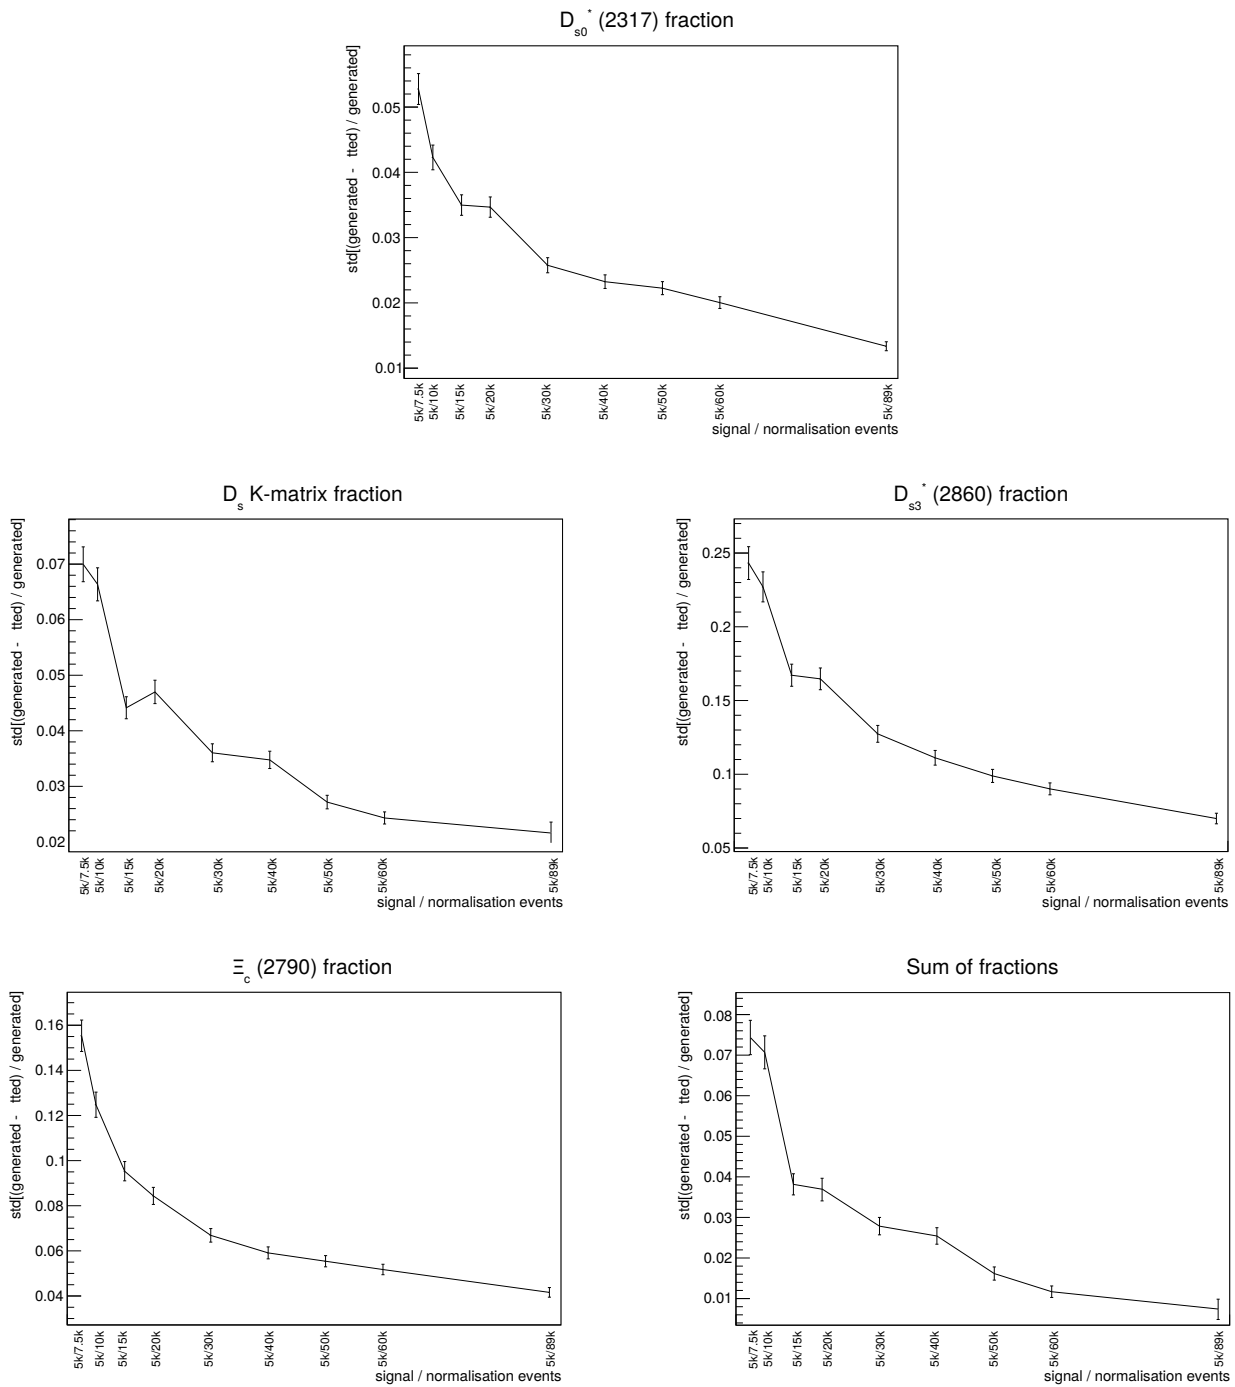 D_s0^* (2317) fraction
std[(generated - tted) / generated]
0.05
0.04
0.03
0.02
0.01
5k/7.5k
5k/10k
5k/15k
5k/20k
5k/30k
5k/40k
5k/50k
5k/60k
5k/89k
signal / normalisation events
D_s K-matrix fraction
std[(generated - tted) / generated]
0.07
0.06
0.05
0.04
0.03
0.02
5k/7.5k
5k/10k
5k/15k
5k/20k
5k/30k
5k/40k
5k/50k
5k/60k
5k/89k
signal / normalisation events
D_s3^* (2860) fraction
std[(generated - tted) / generated]
0.25
0.2
0.15
0.1
0.05
5k/7.5k
5k/10k
5k/15k
5k/20k
5k/30k
5k/40k
5k/50k
5k/60k
5k/89k
signal / normalisation events
Ξ_c (2790) fraction
std[(generated - tted) / generated]
0.16
0.14
0.12
0.1
0.08
0.06
0.04
5k/7.5k
5k/10k
5k/15k
5k/20k
5k/30k
5k/40k
5k/50k
5k/60k
5k/89k
signal / normalisation events
Sum of fractions
std[(generated - tted) / generated]
0.08
0.07
0.06
0.05
0.04
0.03
0.02
0.01
5k/7.5k
5k/10k
5k/15k
5k/20k
5k/30k
5k/40k
5k/50k
5k/60k
5k/89k
signal / normalisation events